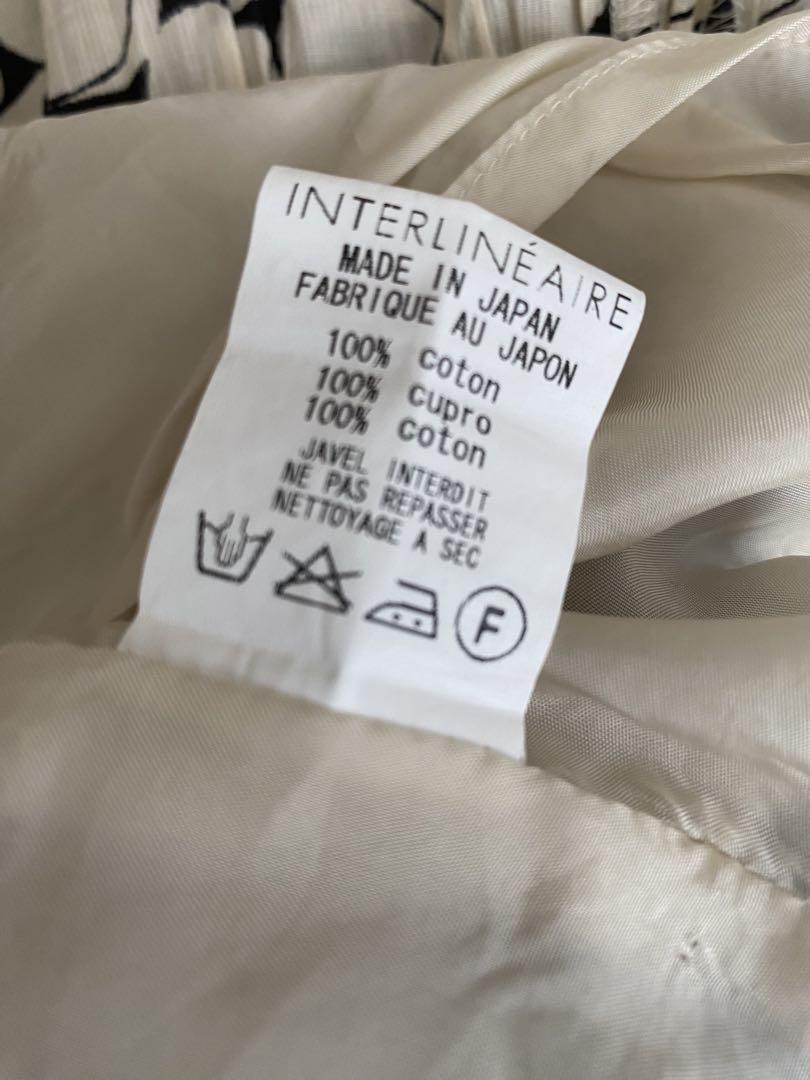 INTERLINÉAIRE
MADE IN JAPAN
FABRIQUE AU JAPON
100% coton
100% cupro
100% coton
JAVEL INTERDIT
NE PAS REPASSER
NETTOYAGE A SEC
F